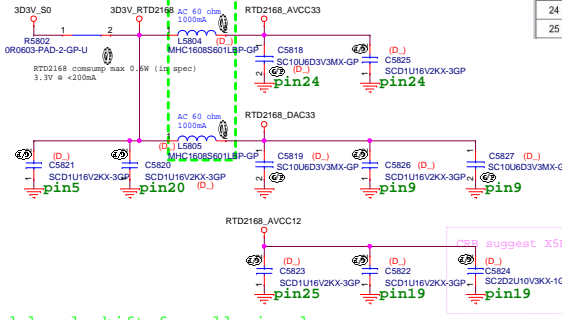 3D3V_S0
3D3V_RTD2168
AC 60 ohm
1000mA
RTD2168_AVCC33
24
25
1
2
R5802
0R0603-PAD-2-GP-U
L5804
(D_)
MHC1608S601LBP-GP
RTD2168 comsump max 0.6W (in spec)
3.3V @ <200mA
C5818
SC10U6D3V3MX-GP
(D_)
pin24
(D_)
C5825
SCD1U16V2KX-3GP
pin24
AC 60 ohm
1000mA
RTD2168_DAC33
L5805
(D_)
MHC1608S601LBP-GP
(D_)
C5821
SCD1U16V2KX-3GP
pin5
C5820
SCD1U16V2KX-3GP
(D_)
pin20
(D_)
C5819
SC10U6D3V3MX-GP
(D_)
C5826
SCD1U16V2KX-3GP
pin9
C5827
(D_)
SC10U6D3V3MX-G
pin9
RTD2168_AVCC12
CRB suggest X5
(D_)
C5823
SCD1U16V2KX-3GP
pin25
(D_)
C5822
SCD1U16V2KX-3GP
pin19
(D_)
C5824
SC2D2U10V3KX-1G
pin19